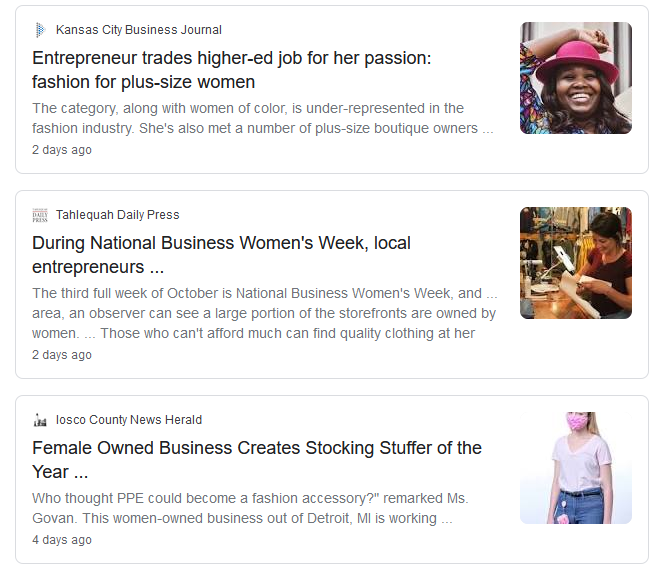 Kansas City Business Journal
Entrepreneur trades higher-ed job for her passion:
fashion for plus-size women
The category, along with women of color, is under-represented in the
fashion industry. She's also met a number of plus-size boutique owners ...
2 days ago
Tahlequah Daily Press
During National Business Women's Week, local
entrepreneurs ...
The third full week of October is National Business Women's Week, and ...
area, an observer can see a large portion of the storefronts are owned by
women. ... Those who can't afford much can find quality clothing at her
2 days ago
Iosco County News Herald
Female Owned Business Creates Stocking Stuffer of the
Year ...
Who thought PPE could become a fashion accessory?" remarked Ms.
Govan. This women-owned business out of Detroit, MI is working ...
4 days ago